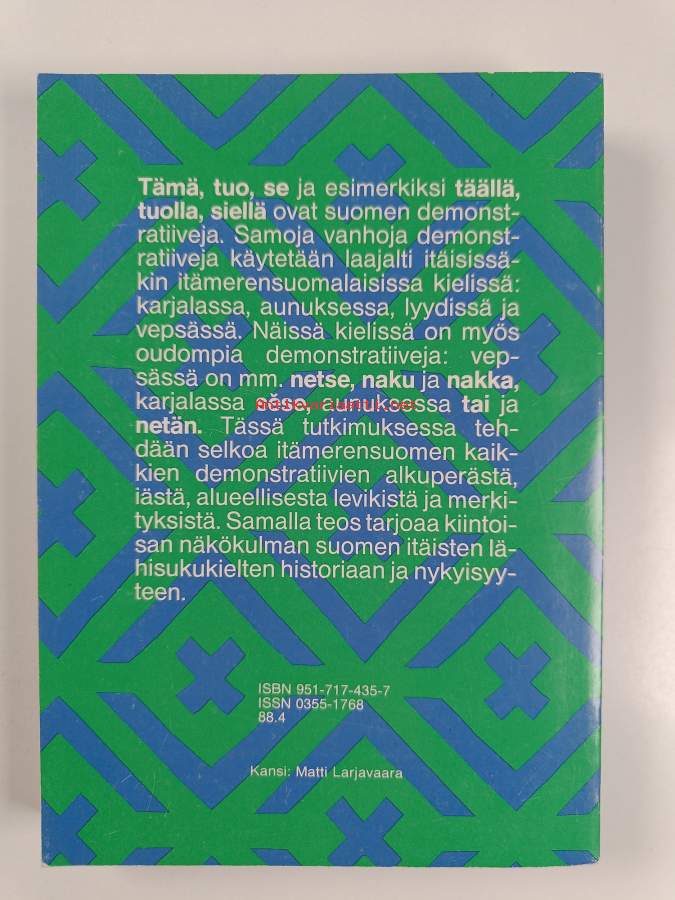 Tämä, tuo, se ja esimerkiksi täällä,
tuolla, siellä ovat suomen demonst-
ratiiveja. Samoja vanhoja demonst-
ratiiveja käytetään laajalti itäisissä-
kin itämerensuomalaisissa kielissä:
karjalassa, aunuksessa, lyydissä ja
vepsässä. Näissä kielissä on myös
oudompia demonstratiiveja: vep-
sässä on mm. netse, naku ja nakka,
karjalassa aunuksessa tai ja
netän. Tässä tutkimuksessa teh-
dään selkoa itämerensuomen kaik-
kien demonstratiivien alkuperästä,
iästä, alueellisesta levikistä ja merki-
tyksistä. Samalla teos tarjoaa kiintoi-
san näkökulman suomen itäisten lä-
hisukukielten historiaan ja nykyisyy-
teen.
ISBN 951-717-435-7
ISSN 0355-1768
88.4
Kansi: Matti Larjavaara